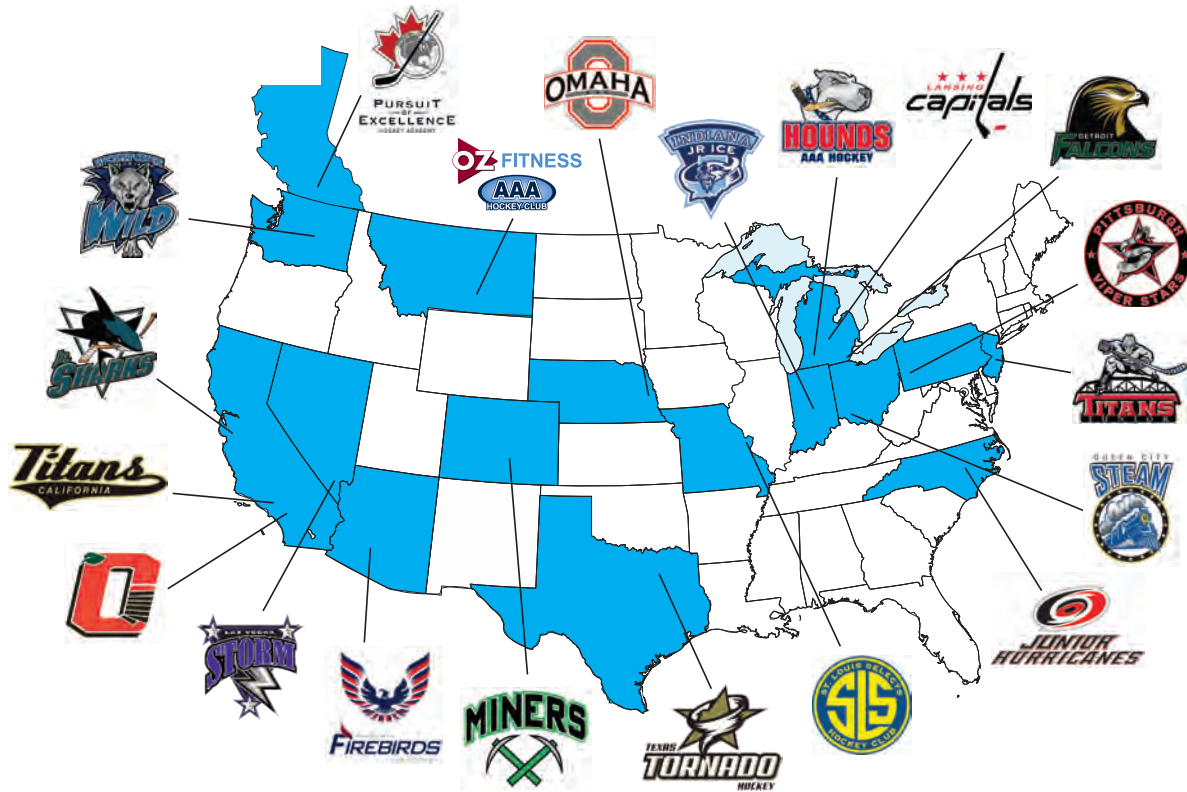 PURSUIT
OF
EXCELLENCE
HOCKEY ACADEMY
OMAHA
LANSING
capitals
HOUNDS
AAA HOCKEY
DETROIT
FALCONS
INDIANA
JR ICE
OZ FITNESS
AAA
HOCKEY CLUB
WILD
PITTSBURGH
VIPER STARS
Jr. SHARKS
TITANS
Titans
CALIFORNIA
QUEEN CITY
STEAM
O
LAS VEGAS
STORM
JUNIOR
HURRICANES
FIREBIRDS
MINERS
TEXAS
TORNADO
HOCKEY
ST. LOUIS SELECTS
SLS
HOCKEY CLUB